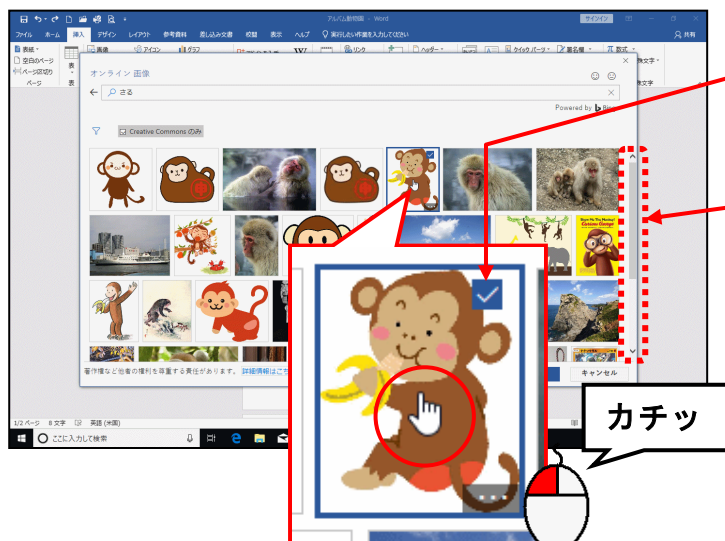 アルバム動物園 - Word
サインイン
ファイル ホーム 挿入 デザイン レイアウト 参考資料 差し込み文書 校閲 表示 ヘルプ 実行したい作業を入力してください 共有
表紙
空白のページ
ページ区切り
ページ
表
表
画像
アイコン
グラフ
リンク
ヘッダー
クイック パーツ
署名欄
数式
オンライン 画像
さる
Powered by
Creative Commons のみ
申
申
著作権など他者の権利を尊重する責任があります。 詳細情報はこち
キャンセル
1/2 ページ 8 文字 英語 (米国)
ここに入力して検索
カチッ